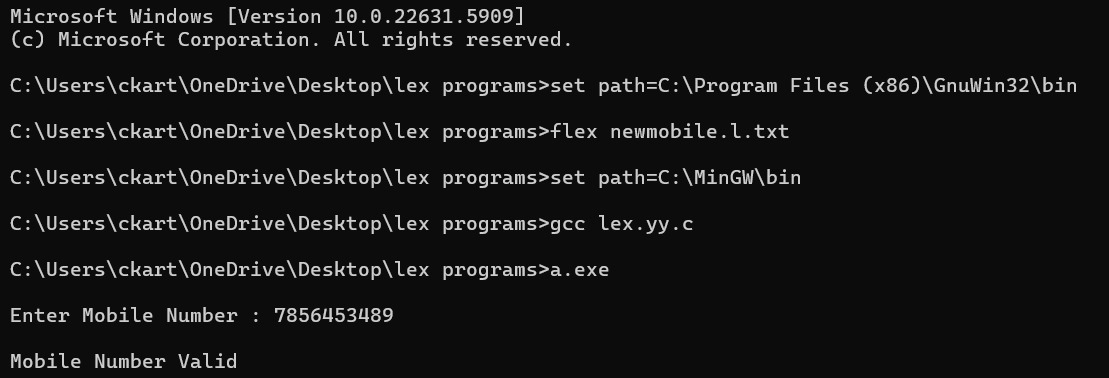 Microsoft Windows [Version 10.0.22631.5909]
(c) Microsoft Corporation. All rights reserved.
C:\Users\ckart\OneDrive\Desktop\lex programs>set path=C:\Program Files (x86)\GnuWin32\bin
C:\Users\ckart\OneDrive\Desktop\lex programs>flex newmobile.l.txt
C:\Users\ckart\OneDrive\Desktop\lex programs>set path=C:\MinGW\bin
C:\Users\ckart\OneDrive\Desktop\lex programs>gcc lex.yy.c
C:\Users\ckart\OneDrive\Desktop\lex programs>a.exe
Enter Mobile Number : 7856453489
Mobile Number Valid